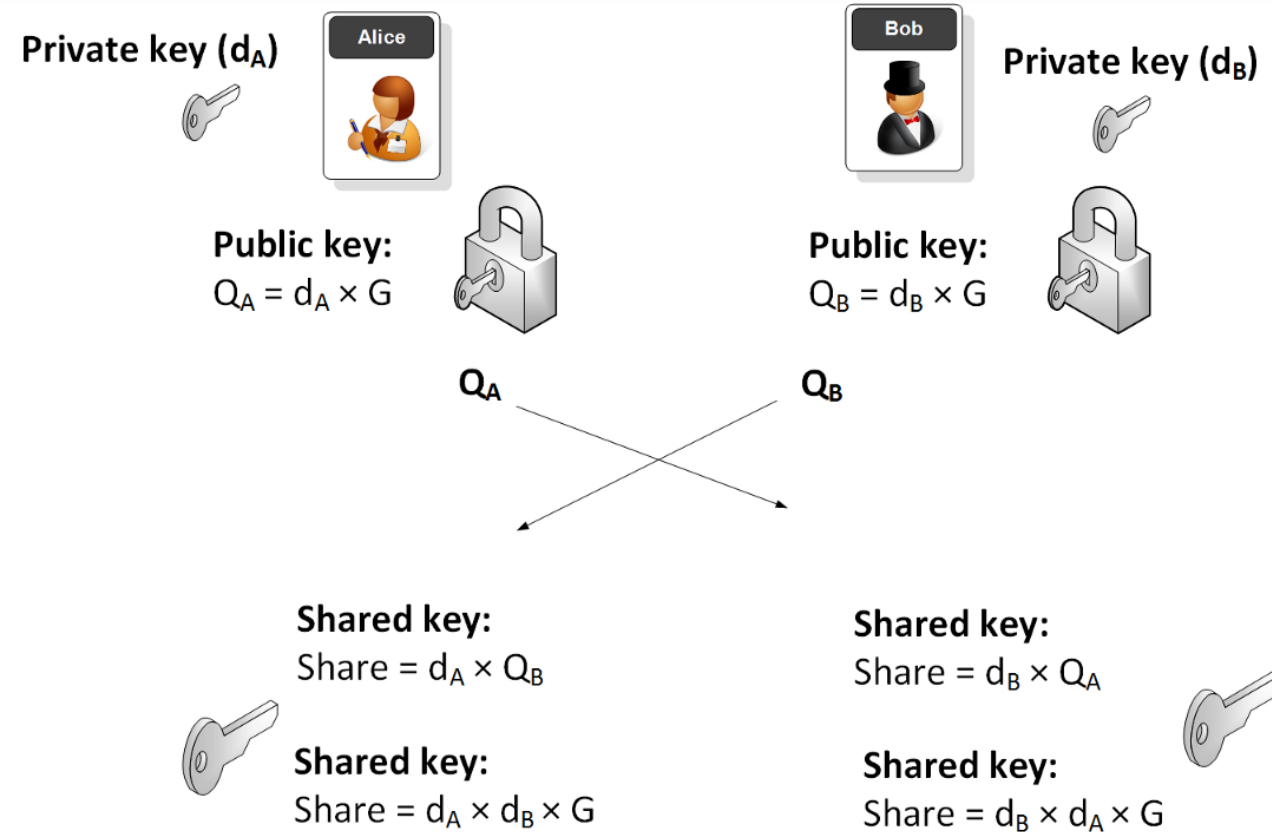 Private key (dA)
Alice
Bob
Private key (dB)
Public key:
QA = dA × G
Public key:
QB = dB × G
QA
QB
Shared key:
Share = dA × QB
Shared key:
Share = dB × QA
Shared key:
Share = dA × dB × G
Shared key:
Share = dB × dA × G